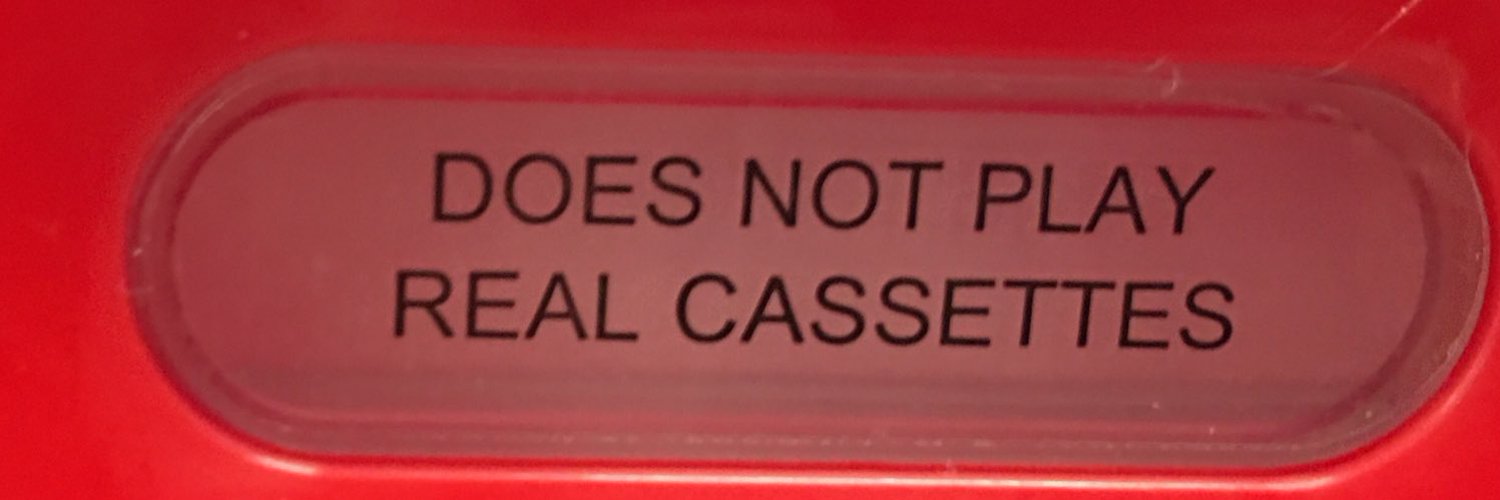 DOES NOT PLAY
REAL CASSETTES